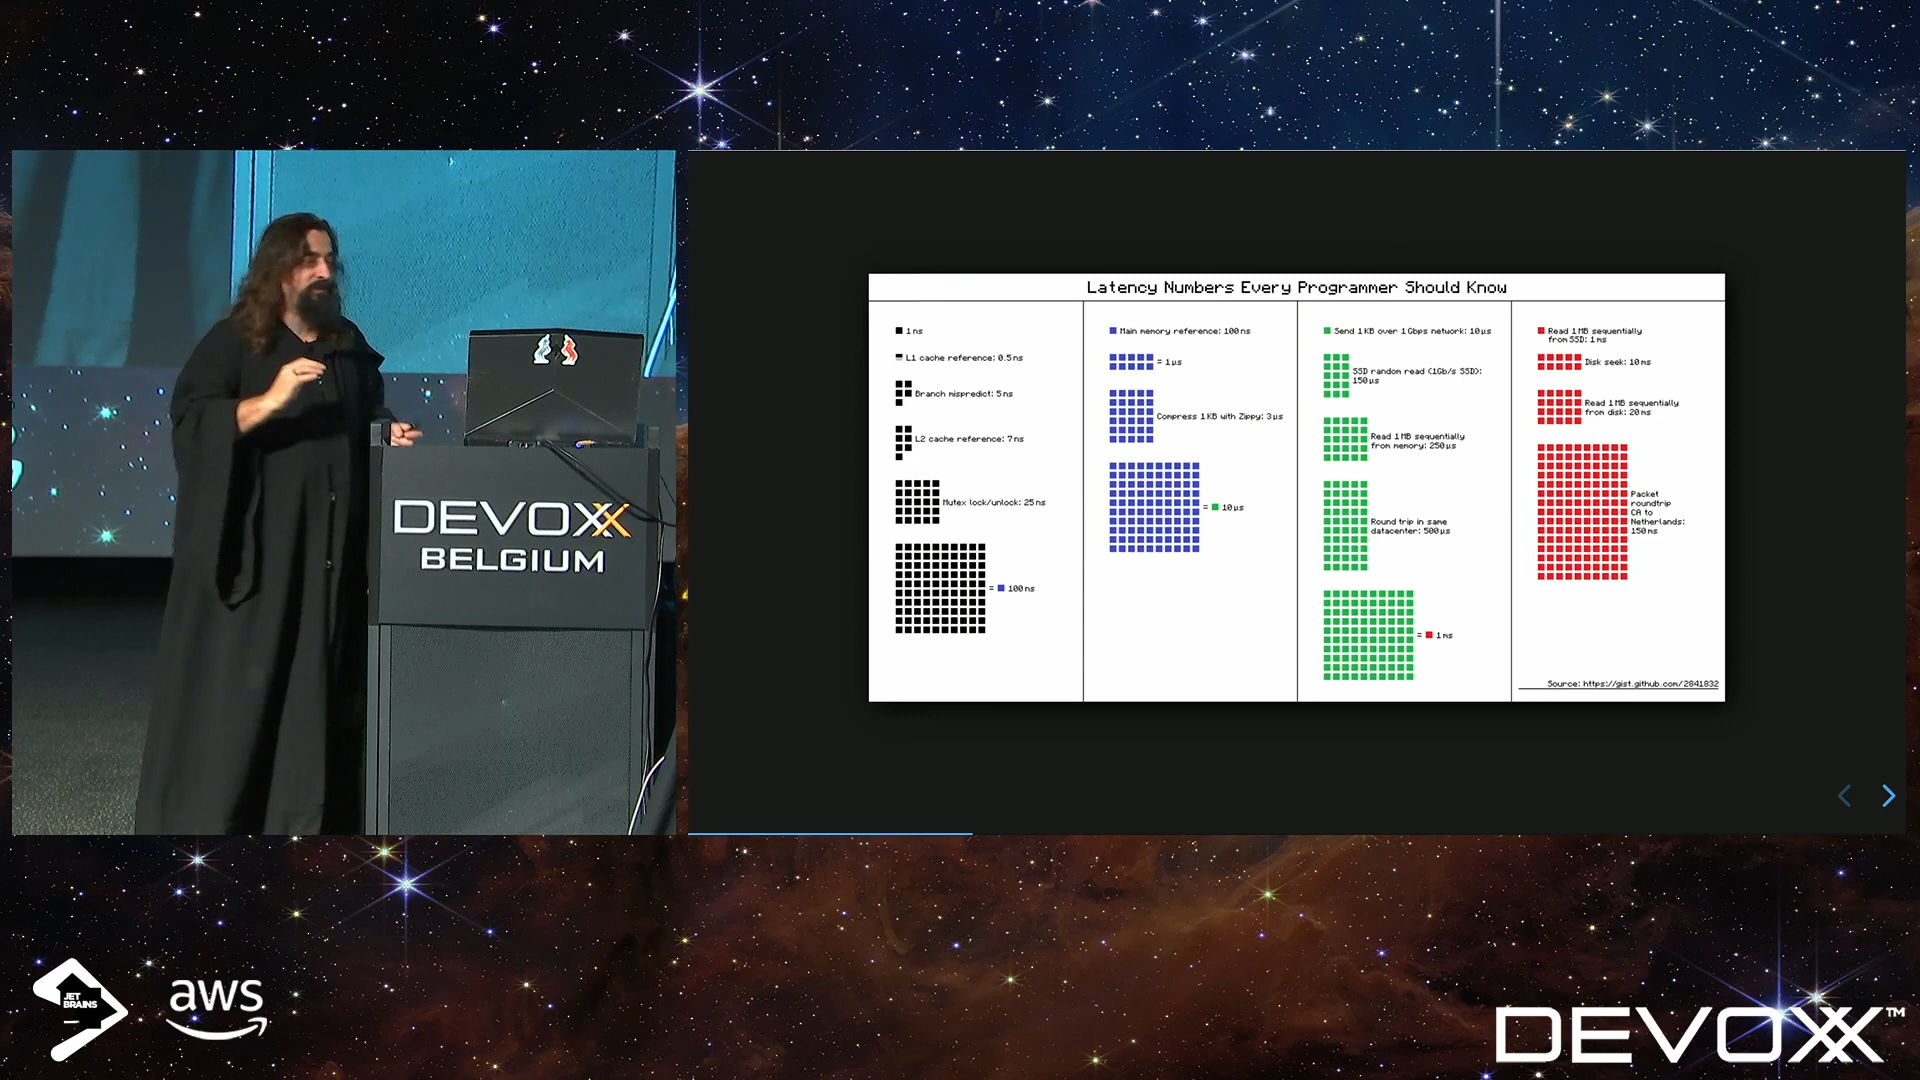 DEVOXX
BELGIUM
Latency Numbers Every Programmer Should Know
1 ns
L1 cache reference: 0.5 ns
Branch mispredict: 5 ns
L2 cache reference: 7 ns
Mutex lock/unlock: 25 ns
= 100 ns
Main memory reference: 100 ns
= 1 µs
Compress 1 KB with Zippy: 3 µs
= 10 µs
Send 1 KB over 1 Gbps network: 10 µs
SSD random read (1Gb/s SSD):
150 µs
Read 1 MB sequentially
from memory: 250 µs
Round trip in same
datacenter: 500 µs
= 1 ms
Read 1 MB sequentially
from SSD: 1 ms
Disk seek: 10 ms
Read 1 MB sequentially
from disk: 20 ms
Packet
roundtrip
CA to
Netherlands:
150 ms
Source: https://gist.github.com/2841832
JET
BRAINS
aws
DEVOXX™